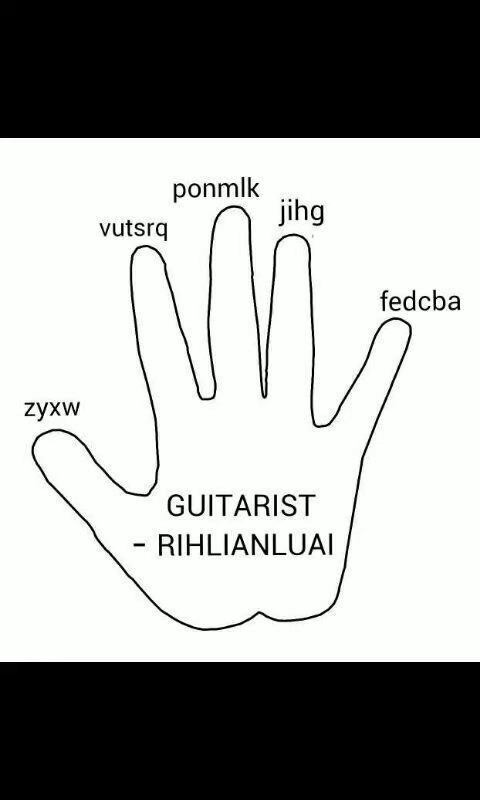 ponmlk
jihg
vutsrq
fedcba
zyxw
GUITARIST
- RIHLIANLUAI